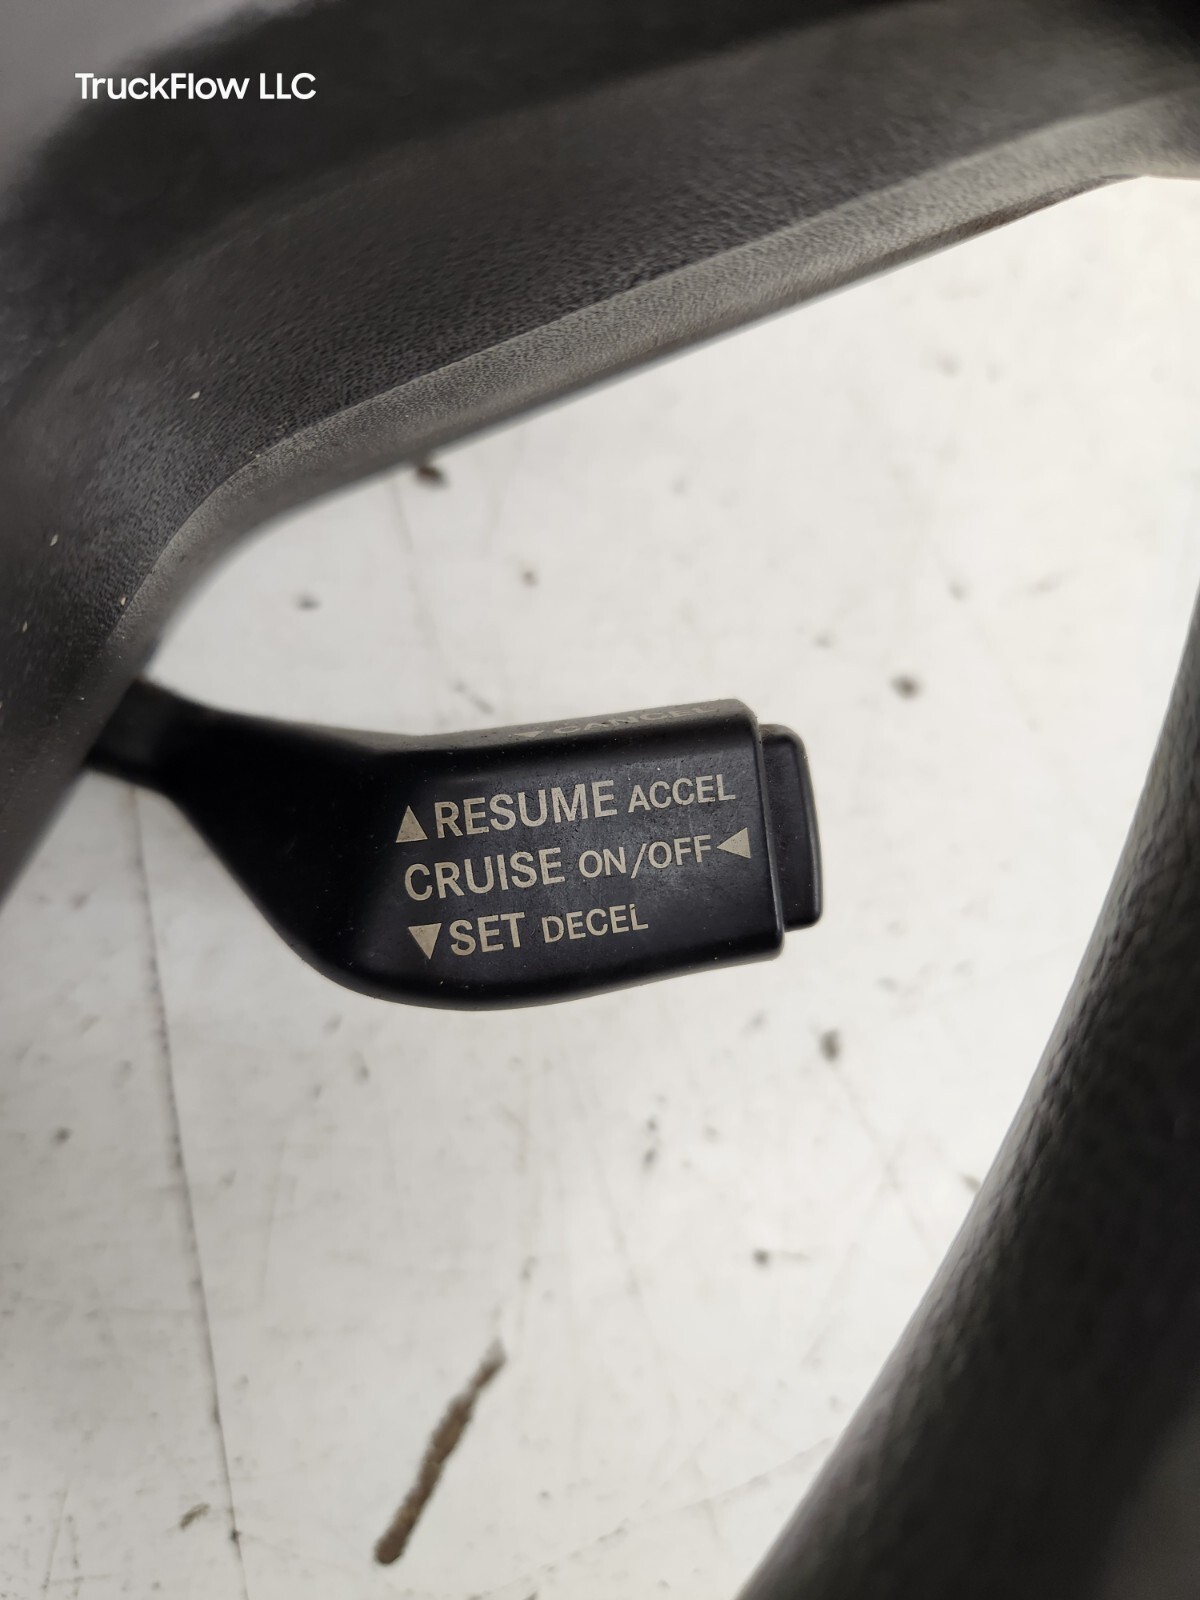 TruckFlow LLC
▼CANCEL
▲RESUME ACCEL
CRUISE ON/OFF◀
▼SET DECEL